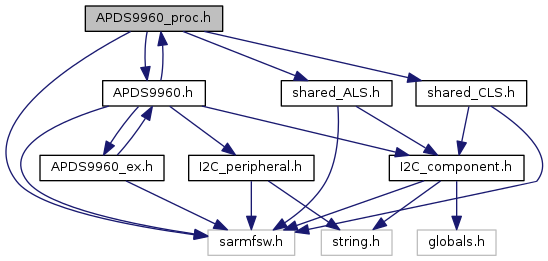 APDS9960_proc.h
APDS9960.h
shared_ALS.h
shared_CLS.h
APDS9960_ex.h
I2C_peripheral.h
I2C_component.h
sarmfsw.h
string.h
globals.h